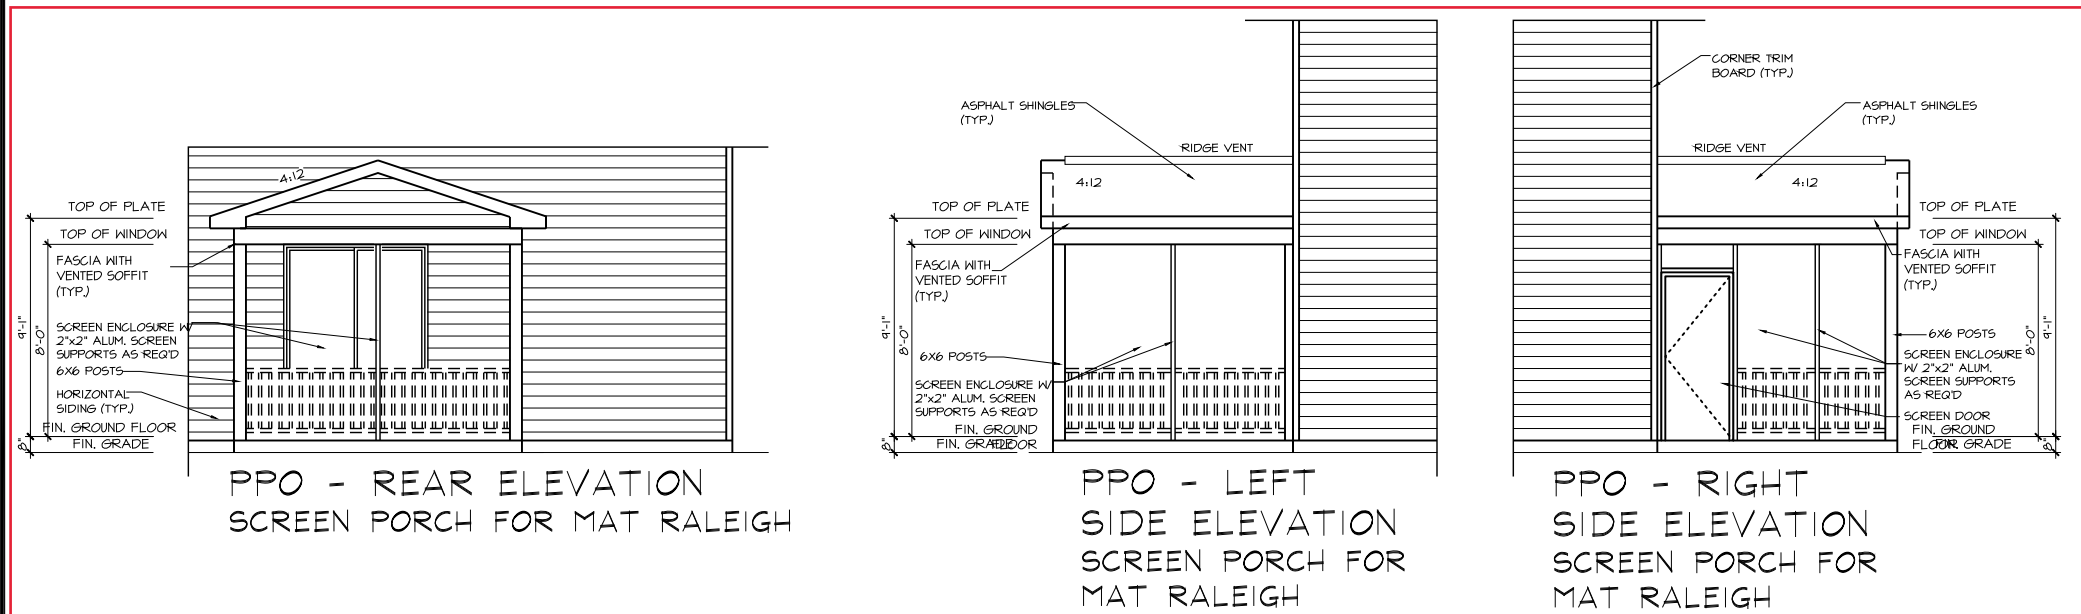 4:12
TOP OF PLATE
TOP OF WINDOW
FASCIA WITH
VENTED SOFFIT
(TYP.)
9'-1"
8'-0"
SCREEN ENCLOSURE W/
2"x2" ALUM. SCREEN
SUPPORTS AS REQ'D
6X6 POSTS
HORIZONTAL
SIDING (TYP.)
FIN. GROUND FLOOR
FIN. GRADE
8"
PPO - REAR ELEVATION
SCREEN PORCH FOR MAT RALEIGH
ASPHALT SHINGLES
(TYP.)
RIDGE VENT
4:12
TOP OF PLATE
TOP OF WINDOW
FASCIA WITH
VENTED SOFFIT
(TYP.)
9'-1"
8'-0"
6X6 POSTS
SCREEN ENCLOSURE W/
2"x2" ALUM. SCREEN
SUPPORTS AS REQ'D
FIN. GROUND
FLOOR
FIN. GRADE
8"
PPO - LEFT
SIDE ELEVATION
SCREEN PORCH FOR
MAT RALEIGH
CORNER TRIM
BOARD (TYP.)
ASPHALT SHINGLES
(TYP.)
RIDGE VENT
4:12
TOP OF PLATE
TOP OF WINDOW
FASCIA WITH
VENTED SOFFIT
(TYP.)
6X6 POSTS
8'-0"
9'-1"
SCREEN ENCLOSURE
W/ 2"x2" ALUM.
SCREEN SUPPORTS
AS REQ'D
SCREEN DOOR
FIN. GROUND
FLOOR
FIN. GRADE
8"
PPO - RIGHT
SIDE ELEVATION
SCREEN PORCH FOR
MAT RALEIGH